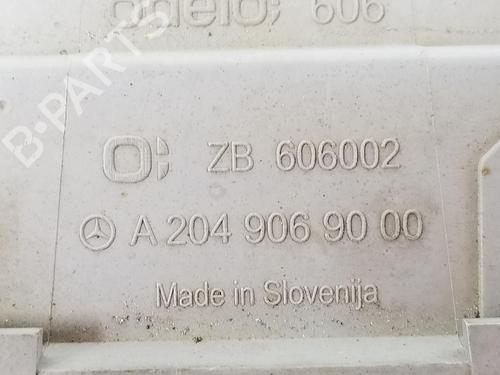 odelo: 606
B-PARTS
O: ZB 606002
A 204 906 90 00
Made in Slovenija